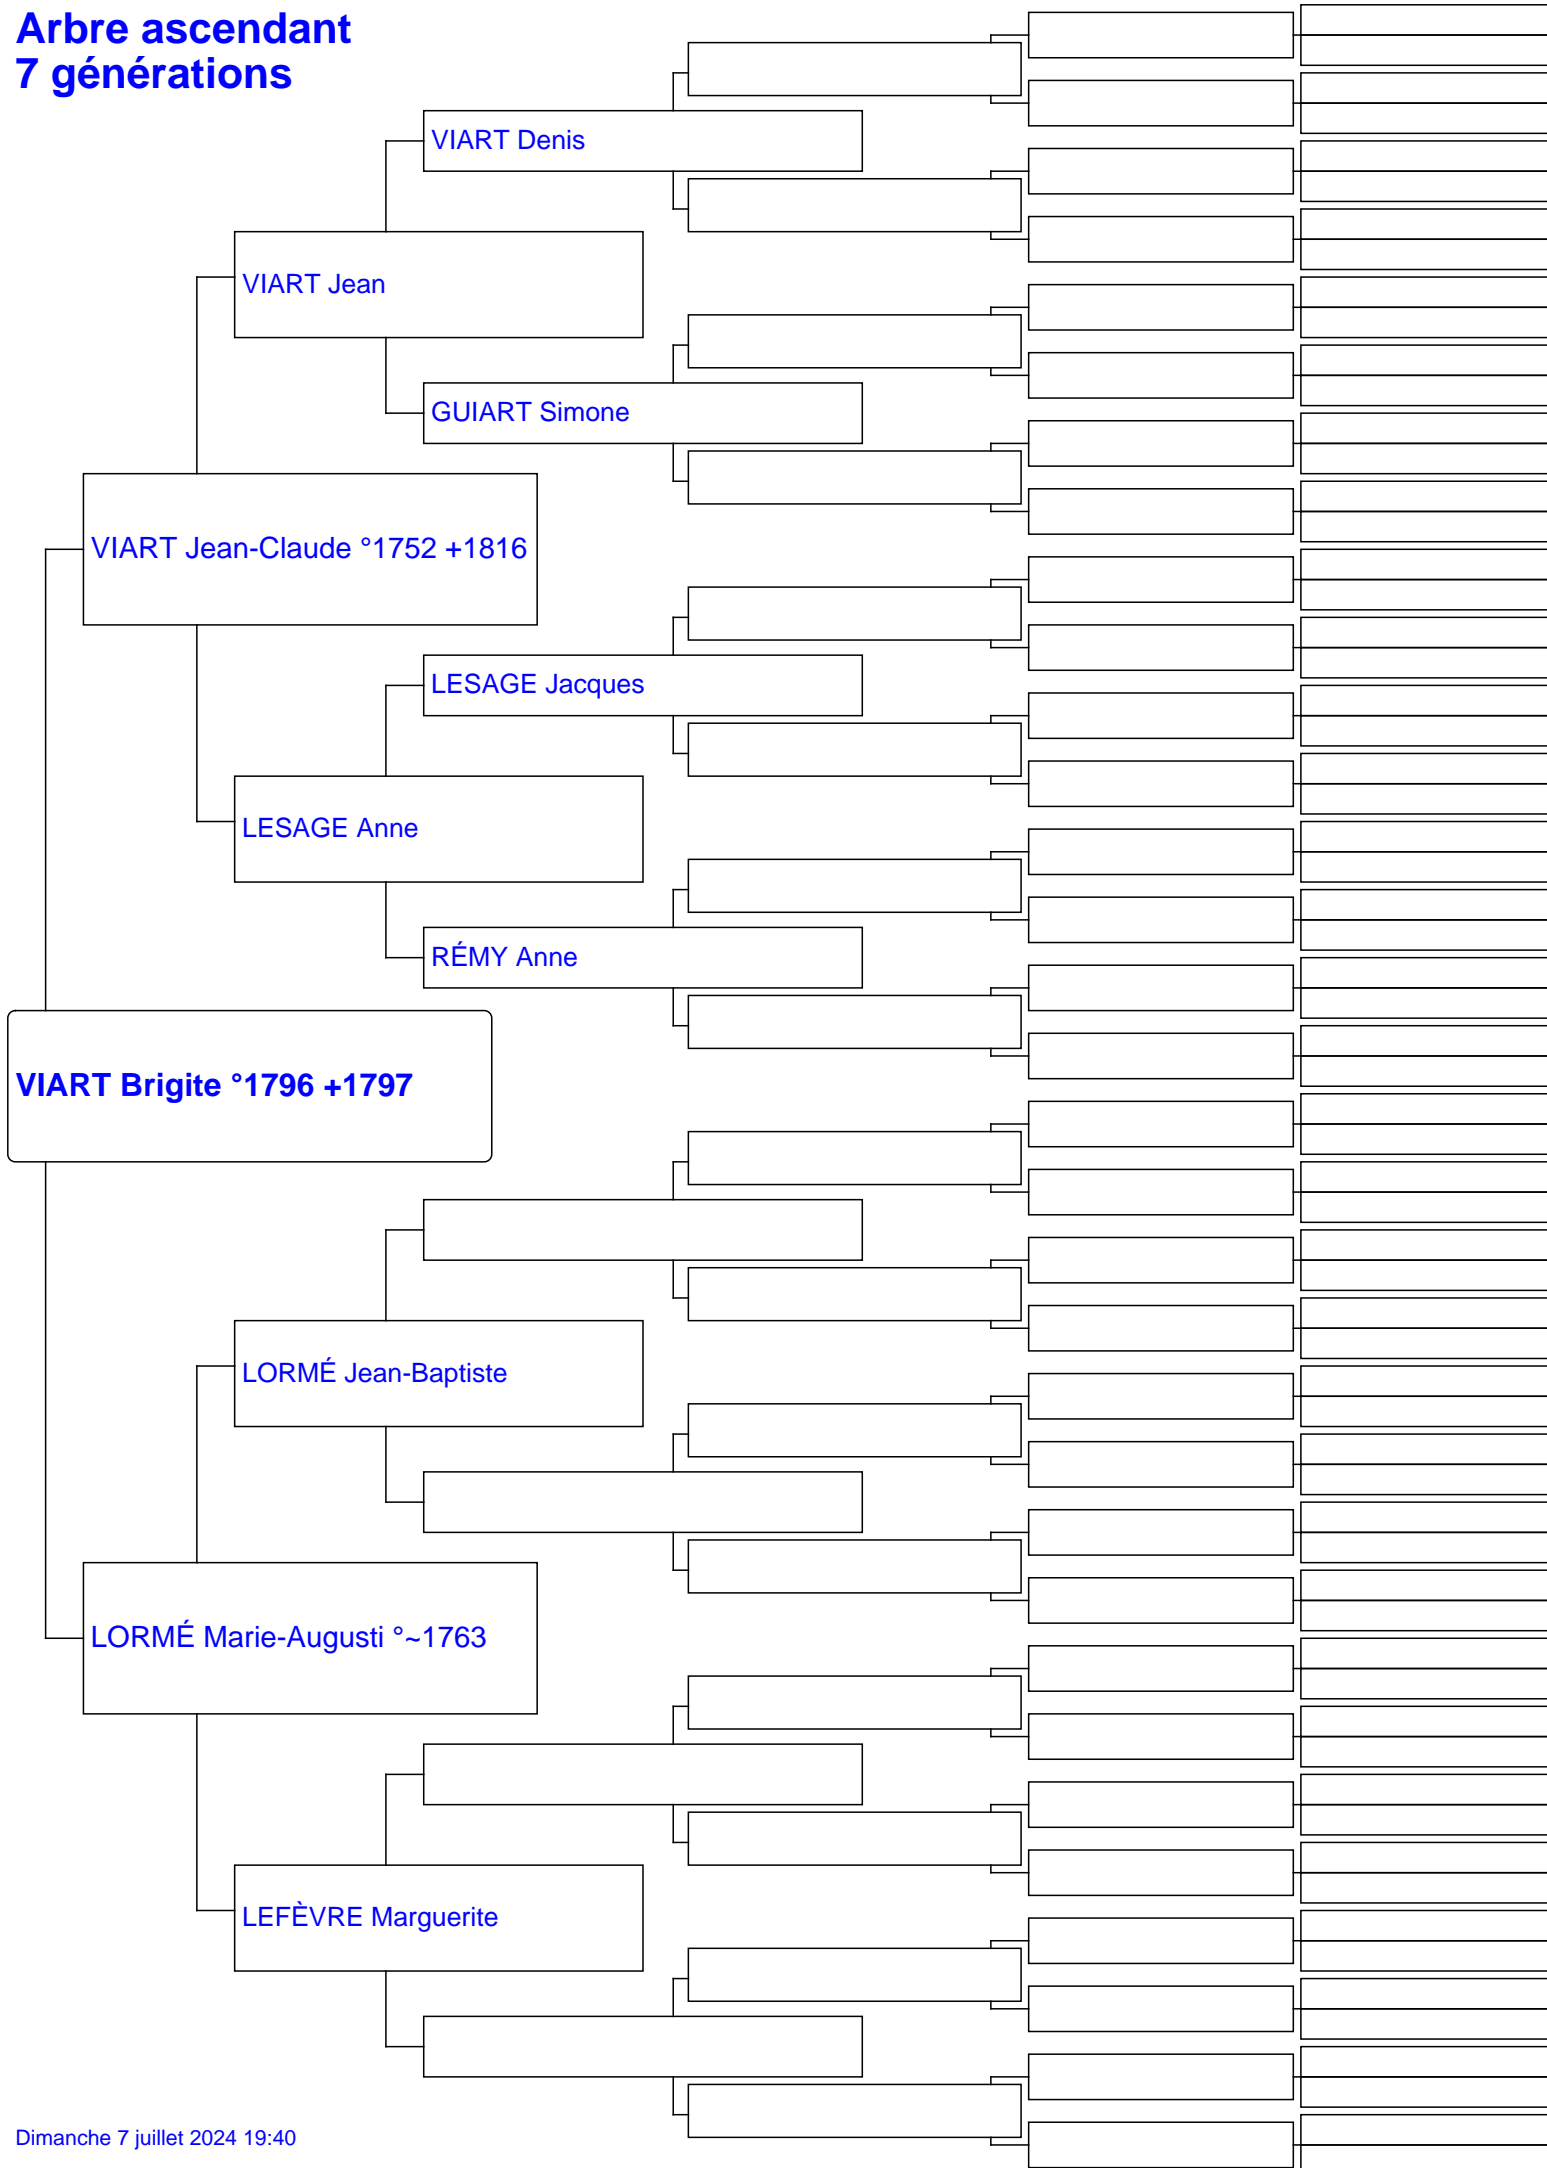 Arbre ascendant
7 générations
VIART Denis
VIART Jean
GUIART Simone
VIART Jean-Claude °1752 +1816
LESAGE Jacques
LESAGE Anne
RÉMY Anne
VIART Brigite °1796 +1797
LORMÉ Jean-Baptiste
LORMÉ Marie-Augusti °~1763
LEFÈVRE Marguerite
Dimanche 7 juillet 2024 19:40